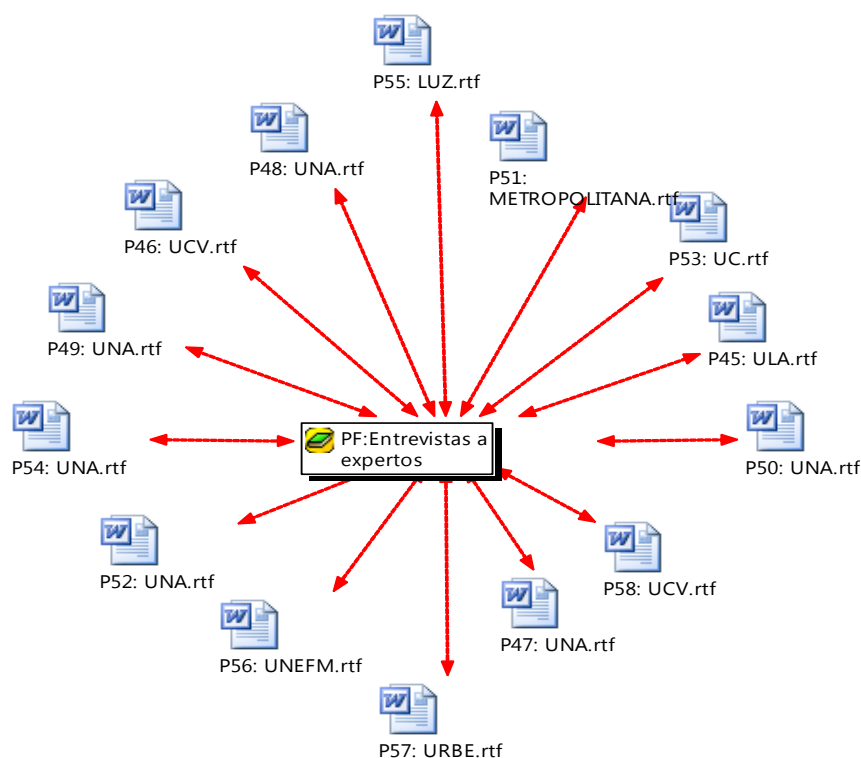 P55: LUZ.rtf
P48: UNA.rtf
P51:
METROPOLITANA.rtf
P46: UCV.rtf
P53: UC.rtf
P49: UNA.rtf
P45: ULA.rtf
PF:Entrevistas a
expertos
P54: UNA.rtf
P50: UNA.rtf
P52: UNA.rtf
P58: UCV.rtf
P56: UNEFM.rtf
P47: UNA.rtf
P57: URBE.rtf